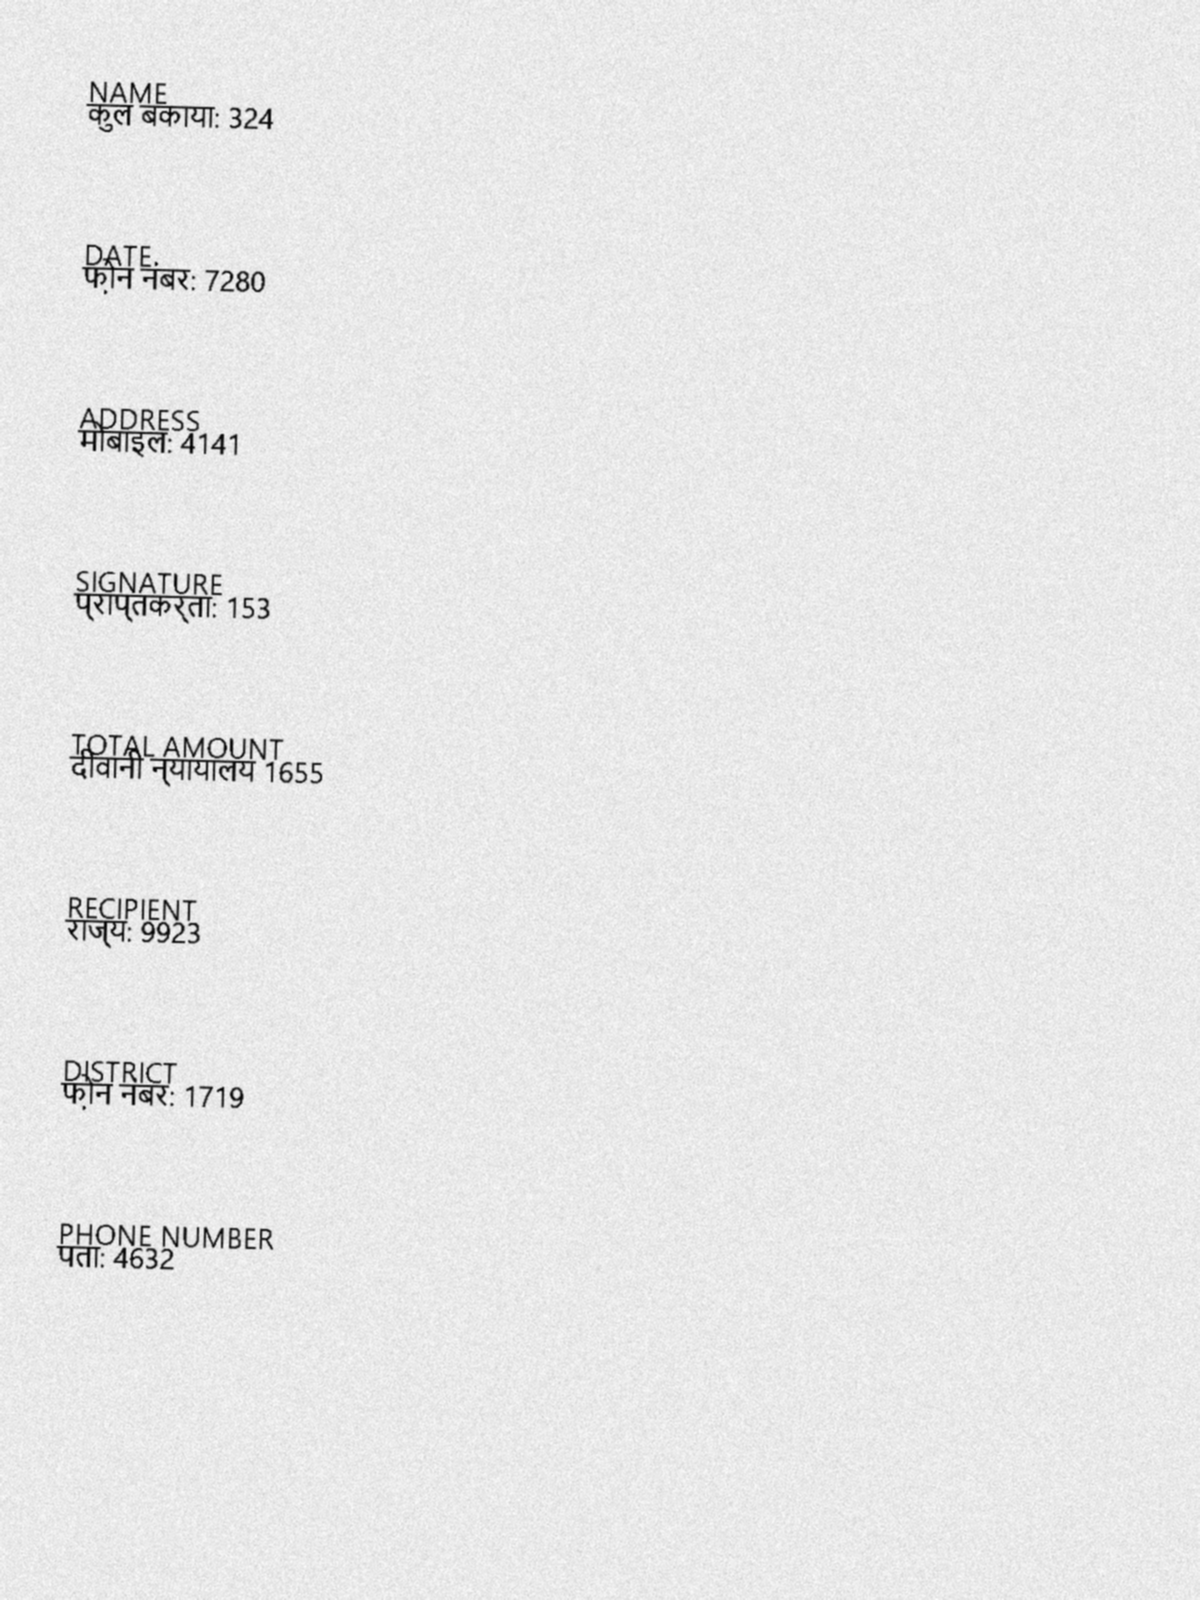 NAME
कुल बकाया: 324
DATE
फ़ोन नंबर: 7280
ADDRESS
मोबाइल: 4141
SIGNATURE
प्राप्तकर्ता: 153
TOTAL AMOUNT
दीवानी न्यायालय 1655
RECIPIENT
राज्य: 9923
DISTRICT
फ़ोन नंबर: 1719
PHONE NUMBER
पता: 4632